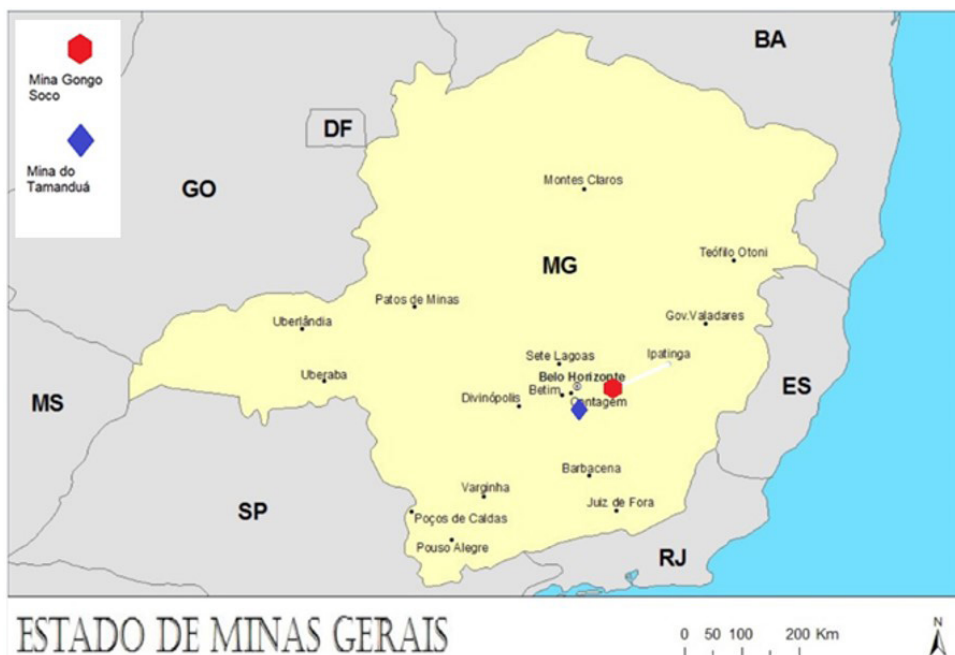 Mina Gongo
Soco
Mina do
Tamanduá
BA
DF
GO
Montes Claros
MG
Teófilo Otoni
Patos de Minas
Uberlândia
Gov.Valadares
Sete Lagoas
Ipatinga
Uberaba
Belo Horizonte
Betim
MS
ES
Divinópolis
Contagem
Barbacena
Varginha
Juiz de Fora
SP
Poços de Caldas
Pouso Alegre
RJ
ESTADO DE MINAS GERAIS
0 50 100 200 Km
N